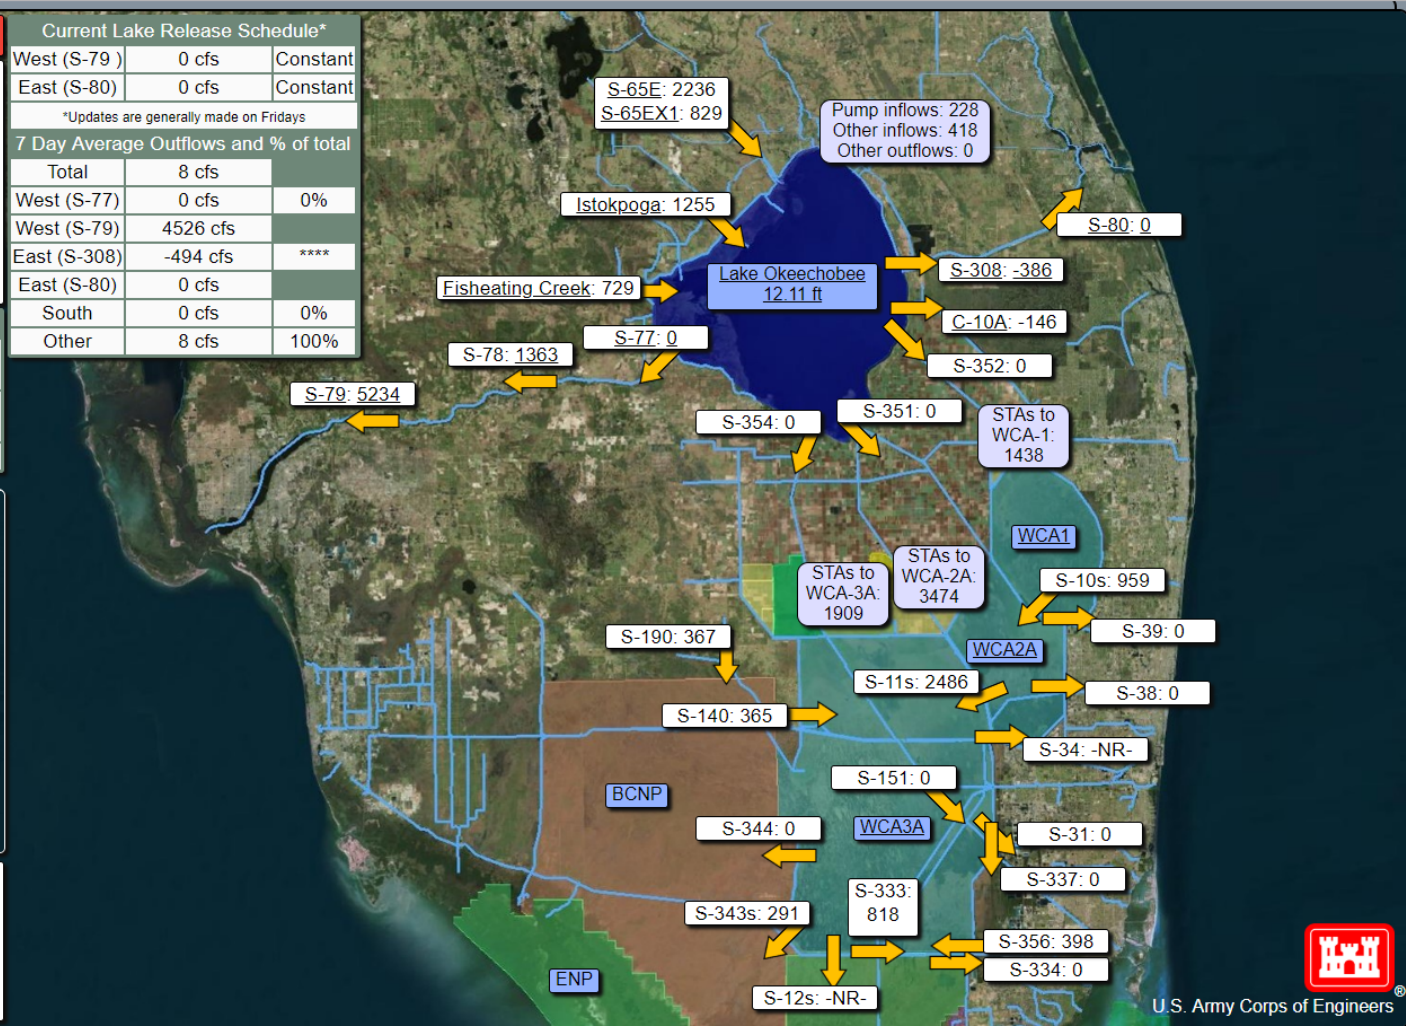 Current Lake Release Schedule*
West (S-79 ) 0 cfs Constant
East (S-80) 0 cfs Constant
*Updates are generally made on Fridays
7 Day Average Outflows and % of total
Total 8 cfs
West (S-77) 0 cfs 0%
West (S-79) 4526 cfs
East (S-308) -494 cfs ****
East (S-80) 0 cfs
South 0 cfs 0%
Other 8 cfs 100%
S-65E: 2236
S-65EX1: 829
Pump inflows: 228
Other inflows: 418
Other outflows: 0
Istokpoga: 1255
S-80: 0
Lake Okeechobee
12.11 ft
S-308: -386
Fisheating Creek: 729
C-10A: -146
S-77: 0
S-78: 1363
S-352: 0
S-79: 5234
S-354: 0
S-351: 0
STAs to
WCA-1:
1438
WCA1
STAs to
WCA-3A:
1909
STAs to
WCA-2A:
3474
S-10s: 959
S-39: 0
S-190: 367
WCA2A
S-11s: 2486
S-38: 0
S-140: 365
S-34: -NR-
S-151: 0
BCNP
S-344: 0
WCA3A
S-31: 0
S-337: 0
S-333:
818
S-343s: 291
S-356: 398
S-334: 0
ENP
S-12s: -NR-
U.S. Army Corps of Engineers ®